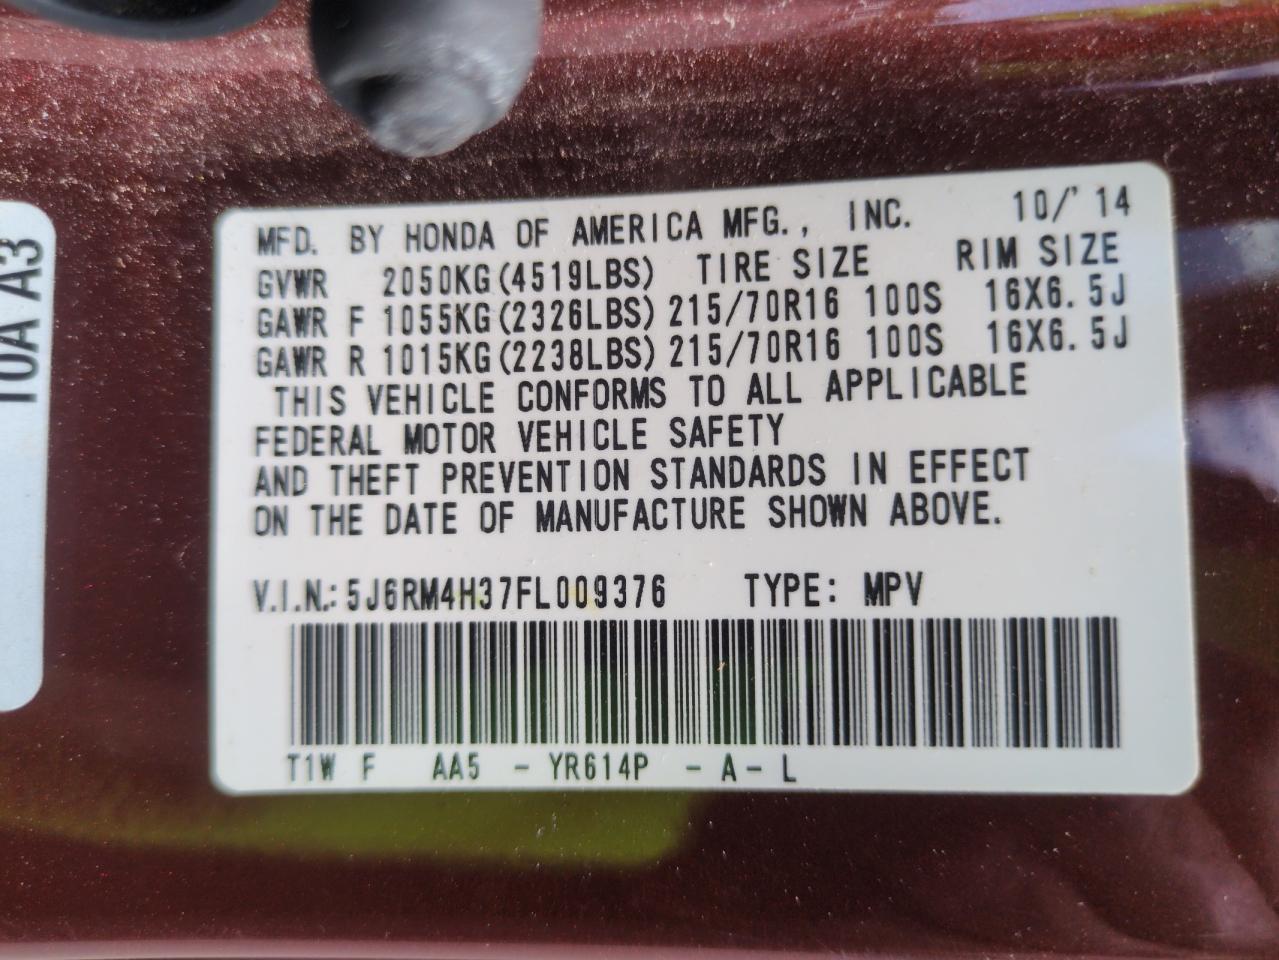 MFD. BY HONDA OF AMERICA MFG., INC. 10/'14
GVWR 2050KG(4519LBS) TIRE SIZE RIM SIZE
GAWR F 1055KG(2326LBS) 215/70R16 100S 16X6.5J
GAWR R 1015KG(2238LBS) 215/70R16 100S 16X6.5J
THIS VEHICLE CONFORMS TO ALL APPLICABLE
FEDERAL MOTOR VEHICLE SAFETY
AND THEFT PREVENTION STANDARDS IN EFFECT
ON THE DATE OF MANUFACTURE SHOWN ABOVE.
V.I.N.: 5J6RM4H37FL009376 TYPE: MPV
T1W F AA5 - YR614P - A - L
10A A3